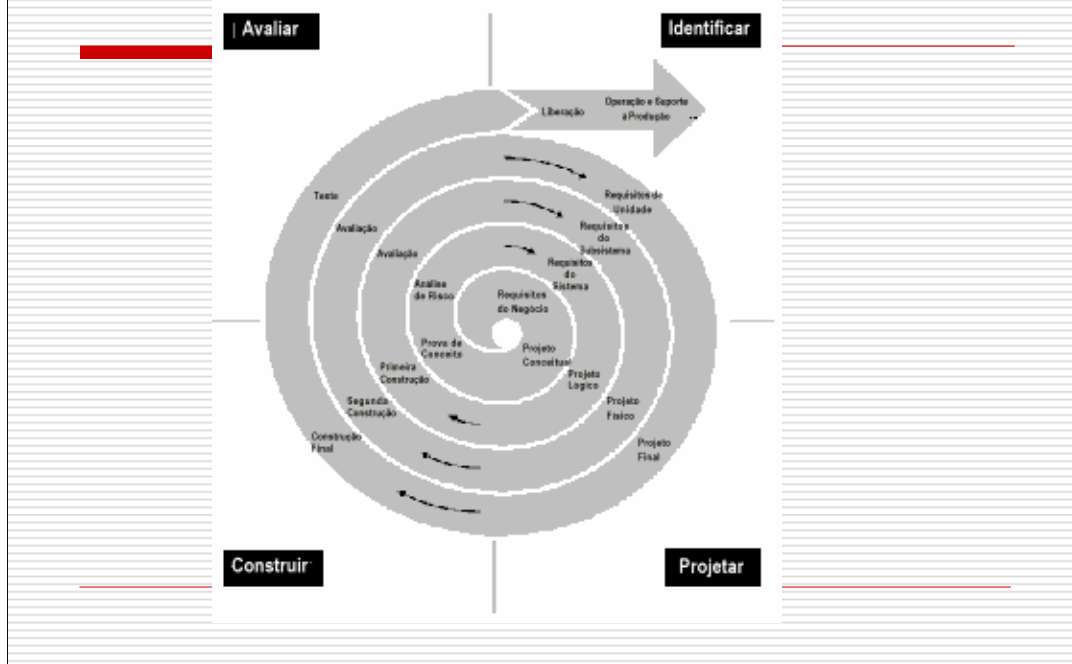 | Avaliar
Identificar
Liberação
Operação e Suporte
à Produção
...
Teste
Avaliação
Avaliação
Análise
de Risco
Requisitos de
Unidade
Requisitos
do
Subsistema
Requisitos
do
Sistema
Requisitos
do Negócio
Prova de
Conceito
Primeira
Construção
Segunda
Construção
Construção
Final
Projeto
Conceitual
Projeto
Lógico
Projeto
Físico
Projeto
Final
Construir
Projetar